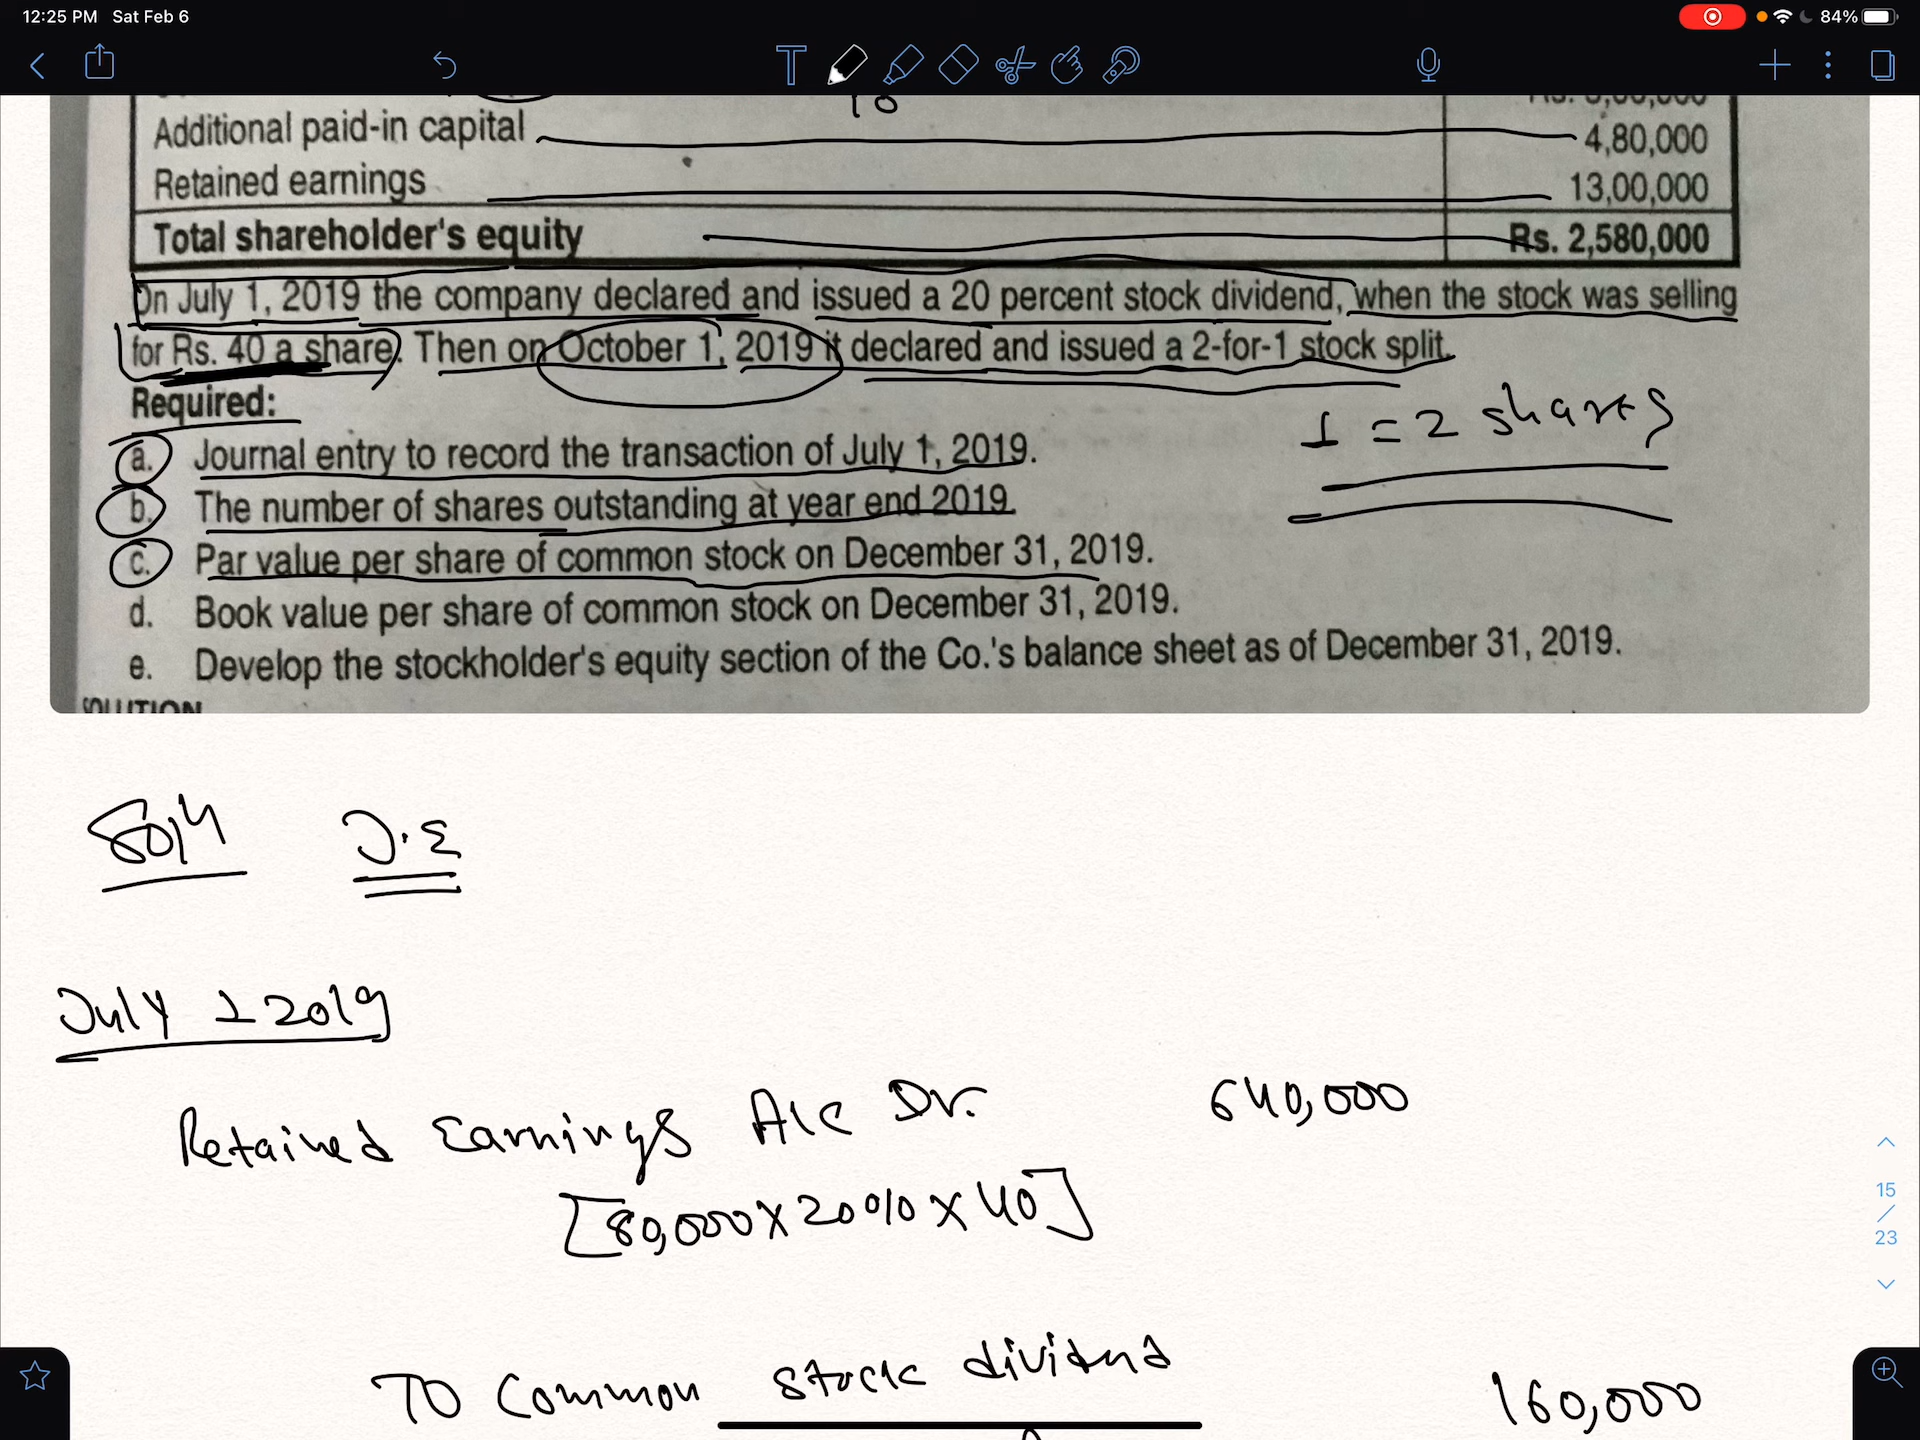 12:25 PM Sat Feb 6
84%
10
Additional paid-in capital 4,80,000
Retained earnings 13,00,000
Total shareholder's equity Rs. 2,580,000
On July 1, 2019 the company declared and issued a 20 percent stock dividend, when the stock was selling
for Rs. 40 a share. Then on October 1, 2019 it declared and issued a 2-for-1 stock split.
Required:
1 = 2 shares
a. Journal entry to record the transaction of July 1, 2019.
b. The number of shares outstanding at year end 2019.
c. Par value per share of common stock on December 31, 2019.
d. Book value per share of common stock on December 31, 2019.
e. Develop the stockholder's equity section of the Co.'s balance sheet as of December 31, 2019.
SOLUTION
Sol4 J.E
July 1 2019
Retained Earnings A/c Dr. 640,000
[80,000 X 20% X 40]
15
/
23
TO Common stock dividend 160,000